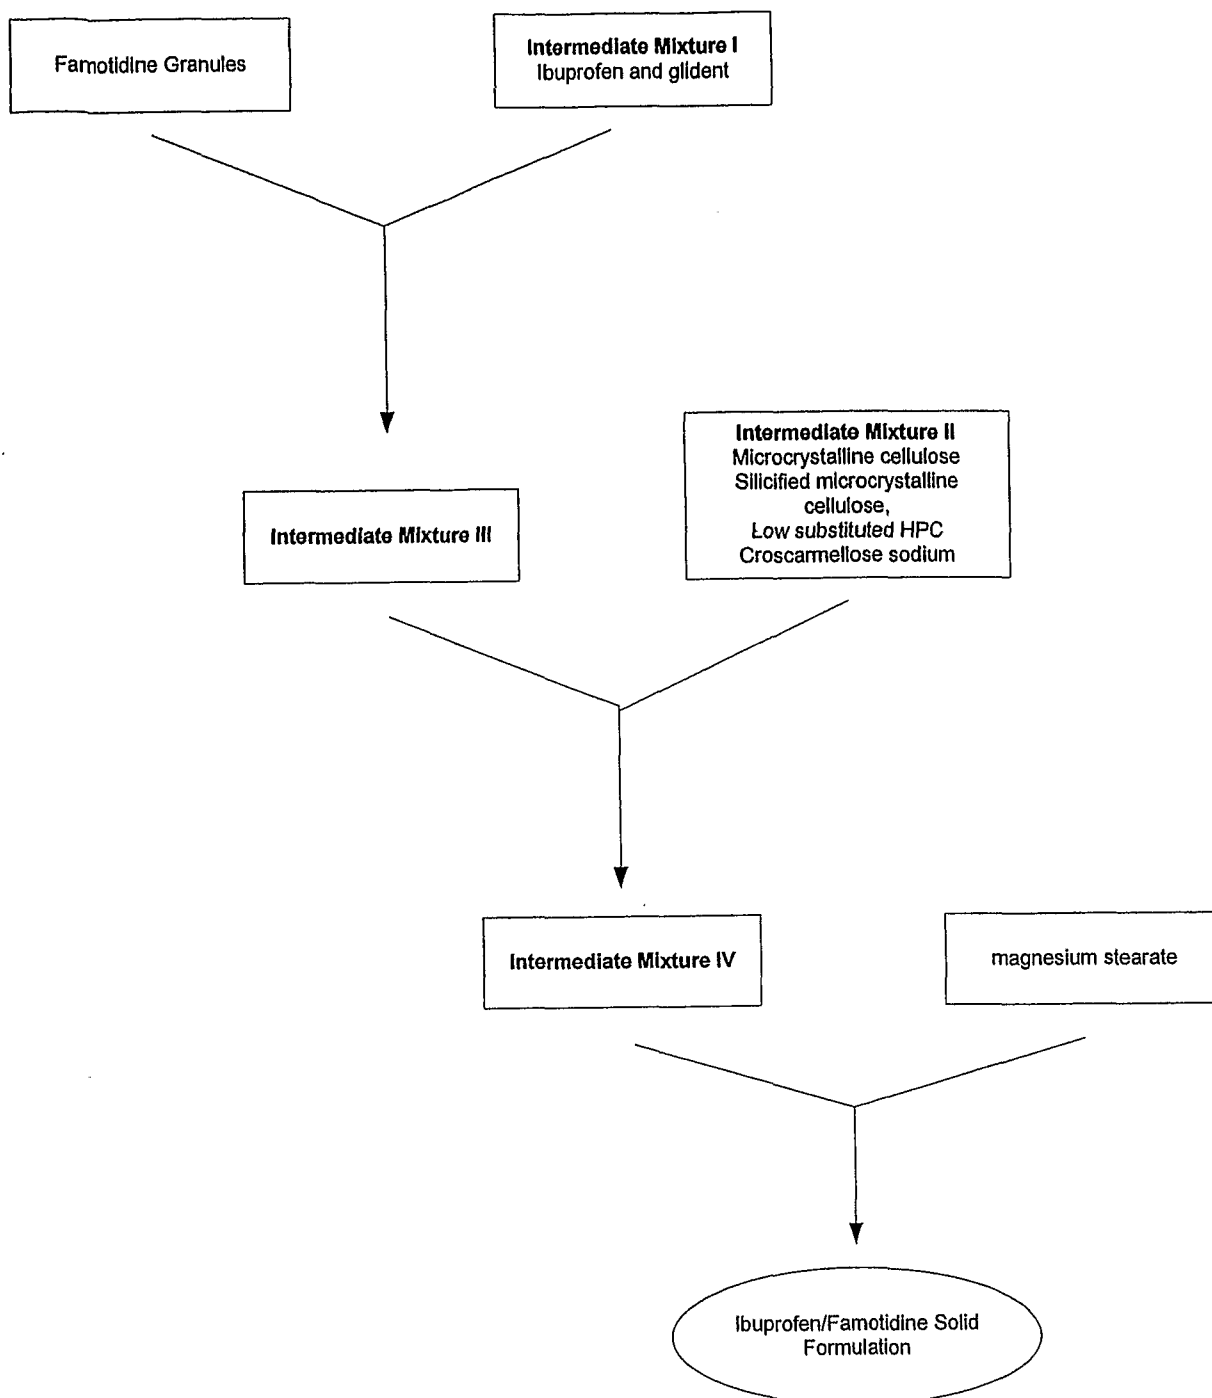 Famotidine Granules
Intermediate Mixture I
Ibuprofen and glident
Intermediate Mixture II
Microcrystalline cellulose
Silicified microcrystalline
cellulose,
Low substituted HPC
Croscarmellose sodium
Intermediate Mixture III
Intermediate Mixture IV
magnesium stearate
Ibuprofen/Famotidine Solid
Formulation